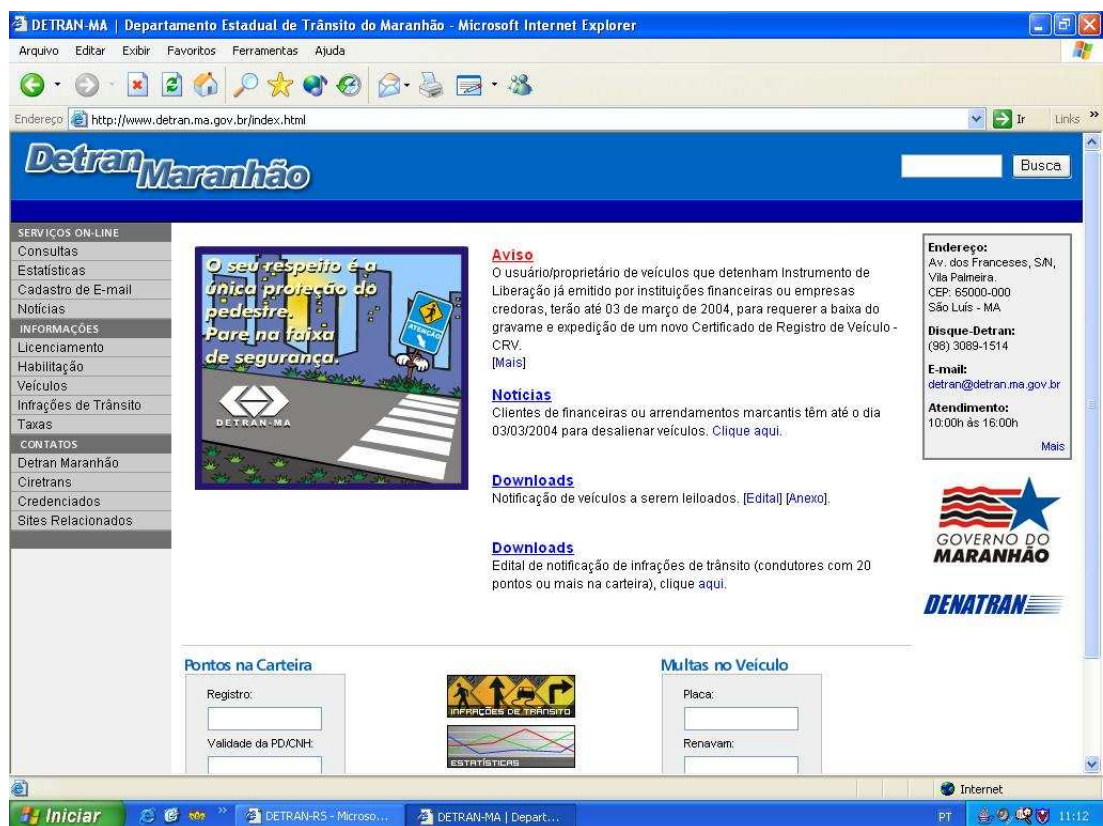 DETRAN-MA | Departamento Estadual de Trânsito do Maranhão - Microsoft Internet Explorer
Arquivo Editar Exibir Favoritos Ferramentas Ajuda
Endereço http://www.detran.ma.gov.br/index.html Ir Links »
Detran Maranhão
Busca
SERVIÇOS ON-LINE
Consultas
Estatísticas
Cadastro de E-mail
Notícias
INFORMAÇÕES
Licenciamento
Habilitação
Veículos
Infrações de Trânsito
Taxas
CONTATOS
Detran Maranhão
Ciretrans
Credenciados
Sites Relacionados
O seu respeito é a
única proteção do
pedestre.
Pare na faixa
de segurança.
ATENÇÃO
DETRAN-MA
Aviso
O usuário/proprietário de veículos que detenham Instrumento de
Liberação já emitido por instituições financeiras ou empresas
credoras, terão até 03 de março de 2004, para requerer a baixa do
gravame e expedição de um novo Certificado de Registro de Veículo -
CRV.
[Mais]
Notícias
Clientes de financeiras ou arrendamentos marcantis têm até o dia
03/03/2004 para desalienar veículos. Clique aqui.
Downloads
Notificação de veículos a serem leiloados. [Edital] [Anexo].
Downloads
Edital de notificação de infrações de trânsito (condutores com 20
pontos ou mais na carteira), clique aqui.
Endereço:
Av. dos Franceses, S/N,
Vila Palmeira.
CEP: 65000-000
São Luís - MA
Disque-Detran:
(98) 3089-1514
E-mail:
detran@detran.ma.gov.br
Atendimento:
10:00h às 16:00h
Mais
GOVERNO DO
MARANHÃO
DENATRAN
Pontos na Carteira
Registro:
Validade da PD/CNH:
INFRAÇÕES DE TRÂNSITO
ESTATÍSTICAS
Multas no Veículo
Placa:
Renavam:
Internet
Iniciar » DETRAN-RS - Microso... DETRAN-MA | Depart... PT 11:12